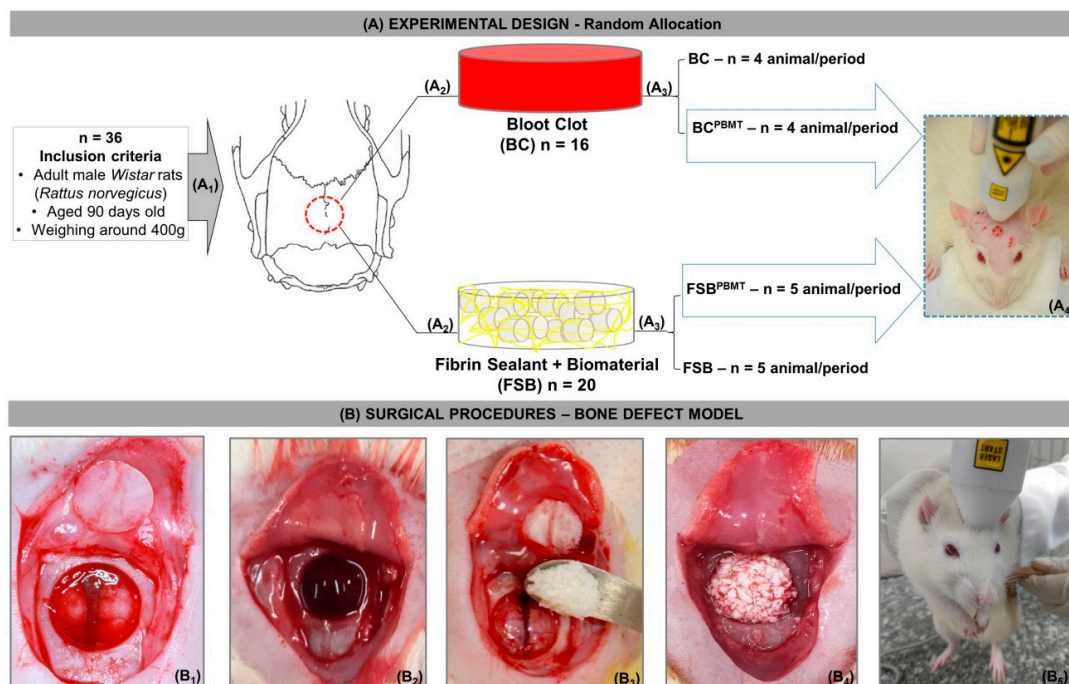 (A) EXPERIMENTAL DESIGN - Random Allocation
n = 36
Inclusion criteria
• Adult male Wistar rats
(Rattus norvegicus)
• Aged 90 days old
• Weighing around 400g
(A1)
(A2)
Bloot Clot
(BC) n = 16
(A3)
BC – n = 4 animal/period
BCPBMT – n = 4 animal/period
(A2)
Fibrin Sealant + Biomaterial
(FSB) n = 20
(A3)
FSBPBMT – n = 5 animal/period
FSB – n = 5 animal/period
(A4
(B) SURGICAL PROCEDURES – BONE DEFECT MODEL
(B1)
(B2)
(B3)
(B4)
LASER
START
(B5)